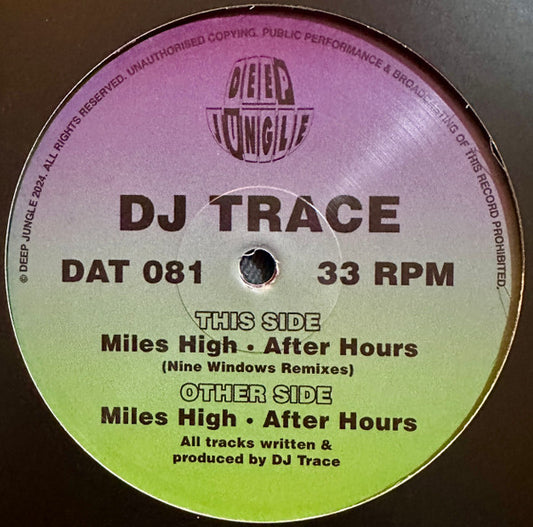 © DEEP JUNGLE 2024. ALL RIGHTS RESERVED. UNAUTHORISED COPYING, PUBLIC PERFORMANCE & BROADCASTING OF THIS RECORD PROHIBITED.
DEEP
JUNGLE
DJ TRACE
DAT 081 33 RPM
THIS SIDE
Miles High • After Hours
(Nine Windows Remixes)
OTHER SIDE
Miles High • After Hours
All tracks written &
produced by DJ Trace